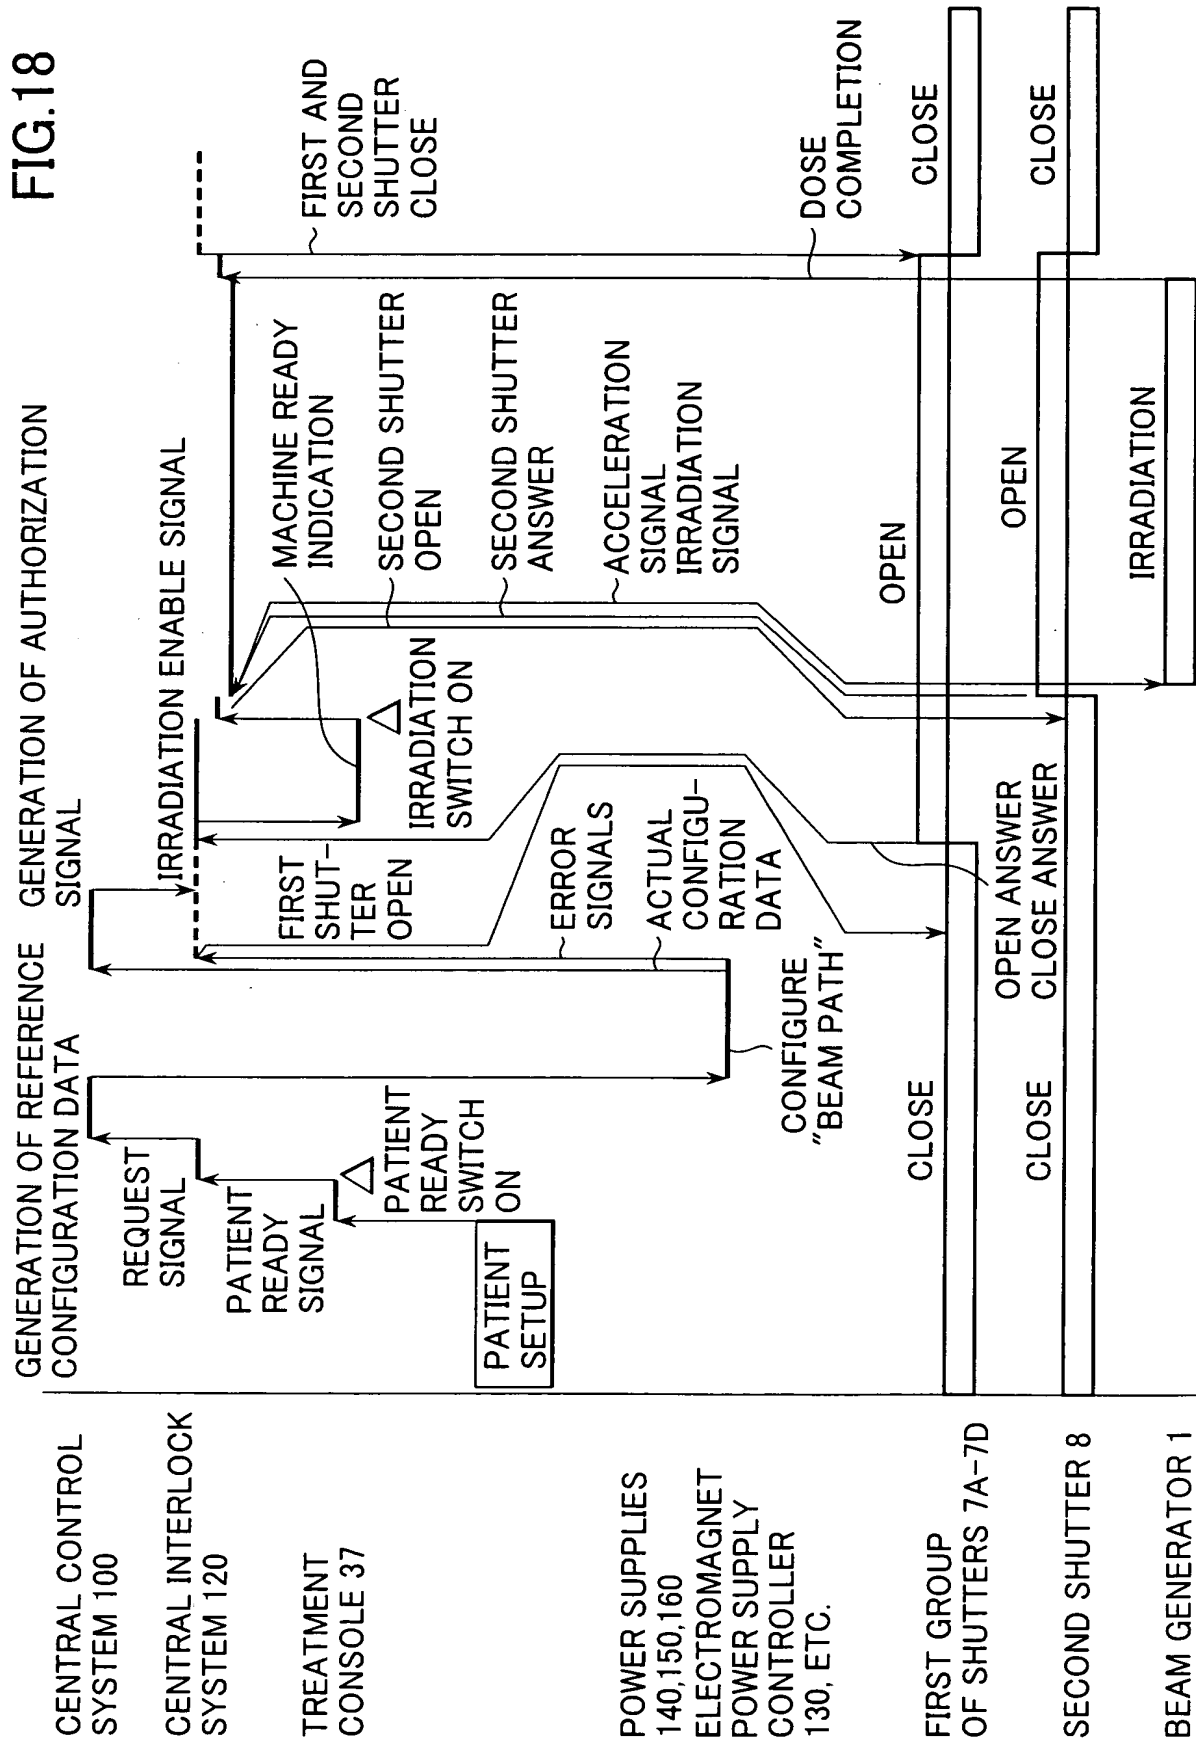 FIG.18
GENERATION OF REFERENCE
CONFIGURATION DATA
GENERATION OF AUTHORIZATION
SIGNAL
CENTRAL CONTROL
SYSTEM 100
CENTRAL INTERLOCK
SYSTEM 120
TREATMENT
CONSOLE 37
POWER SUPPLIES
140,150,160
ELECTROMAGNET
POWER SUPPLY
CONTROLLER
130, ETC.
FIRST GROUP
OF SHUTTERS 7A-7D
SECOND SHUTTER 8
BEAM GENERATOR 1
REQUEST
SIGNAL
PATIENT
READY
SIGNAL
PATIENT
READY
SWITCH
ON
PATIENT
SETUP
CONFIGURE
"BEAM PATH"
IRRADIATION ENABLE SIGNAL
FIRST
SHUT-
TER
OPEN
ERROR
SIGNALS
ACTUAL
CONFIGU-
RATION
DATA
IRRADIATION
SWITCH ON
MACHINE READY
INDICATION
SECOND SHUTTER
OPEN
SECOND SHUTTER
ANSWER
ACCELERATION
SIGNAL
IRRADIATION
SIGNAL
FIRST AND
SECOND
SHUTTER
CLOSE
DOSE
COMPLETION
CLOSE
OPEN
CLOSE
OPEN ANSWER
CLOSE ANSWER
CLOSE
OPEN
CLOSE
IRRADIATION